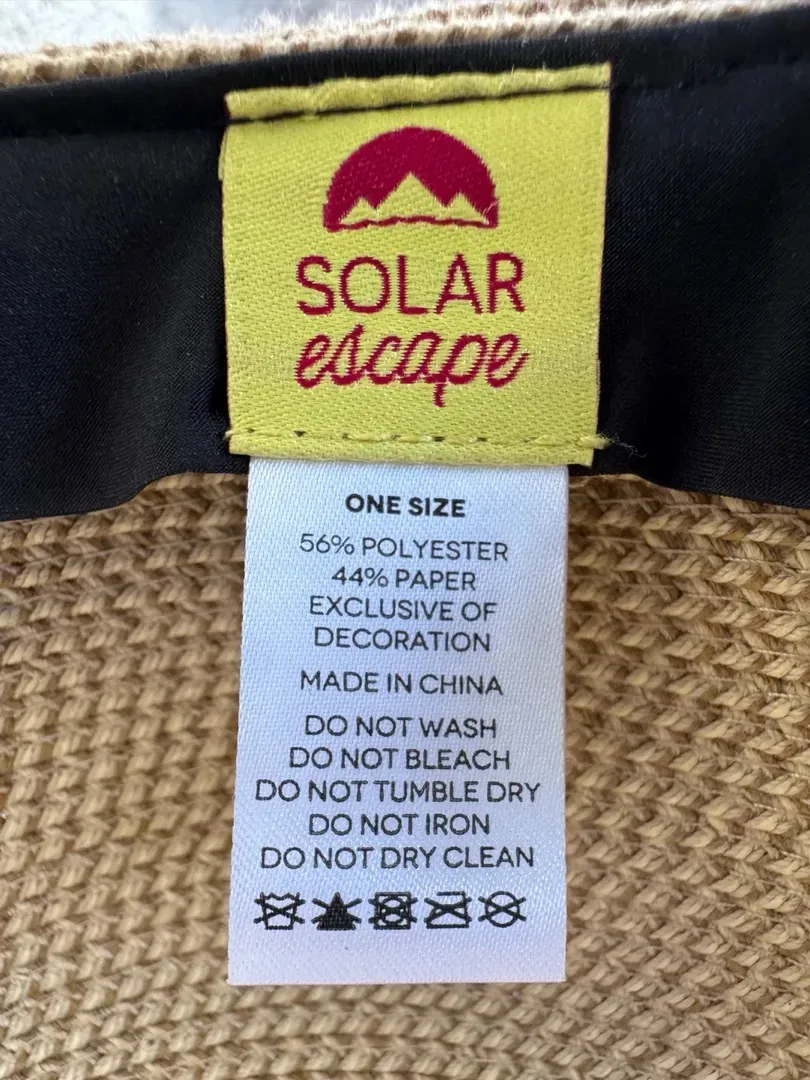 SOLAR
escape
ONE SIZE
56% POLYESTER
44% PAPER
EXCLUSIVE OF
DECORATION
MADE IN CHINA
DO NOT WASH
DO NOT BLEACH
DO NOT TUMBLE DRY
DO NOT IRON
DO NOT DRY CLEAN